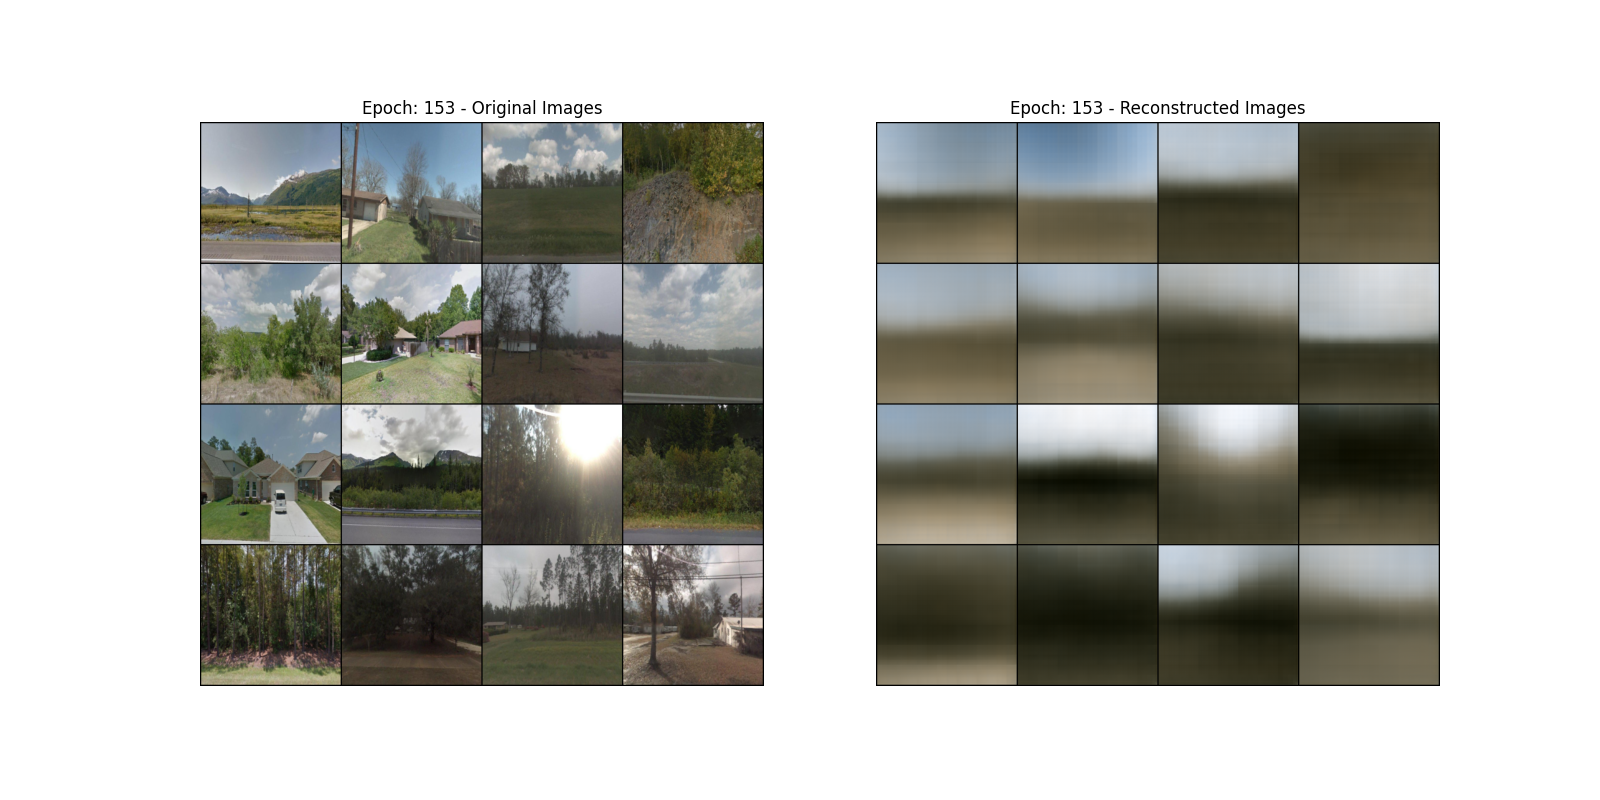 Epoch: 153 - Original Images
Epoch: 153 - Reconstructed Images